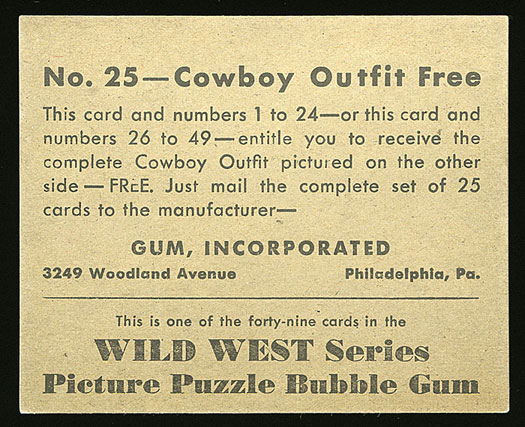 No. 25—Cowboy Outfit Free
This card and numbers 1 to 24—or this card and
numbers 26 to 49—entitle you to receive the
complete Cowboy Outfit pictured on the other
side—FREE. Just mail the complete set of 25
cards to the manufacturer—
GUM, INCORPORATED
3249 Woodland Avenue Philadelphia, Pa.
This is one of the forty-nine cards in the
WILD WEST Series
Picture Puzzle Bubble Gum